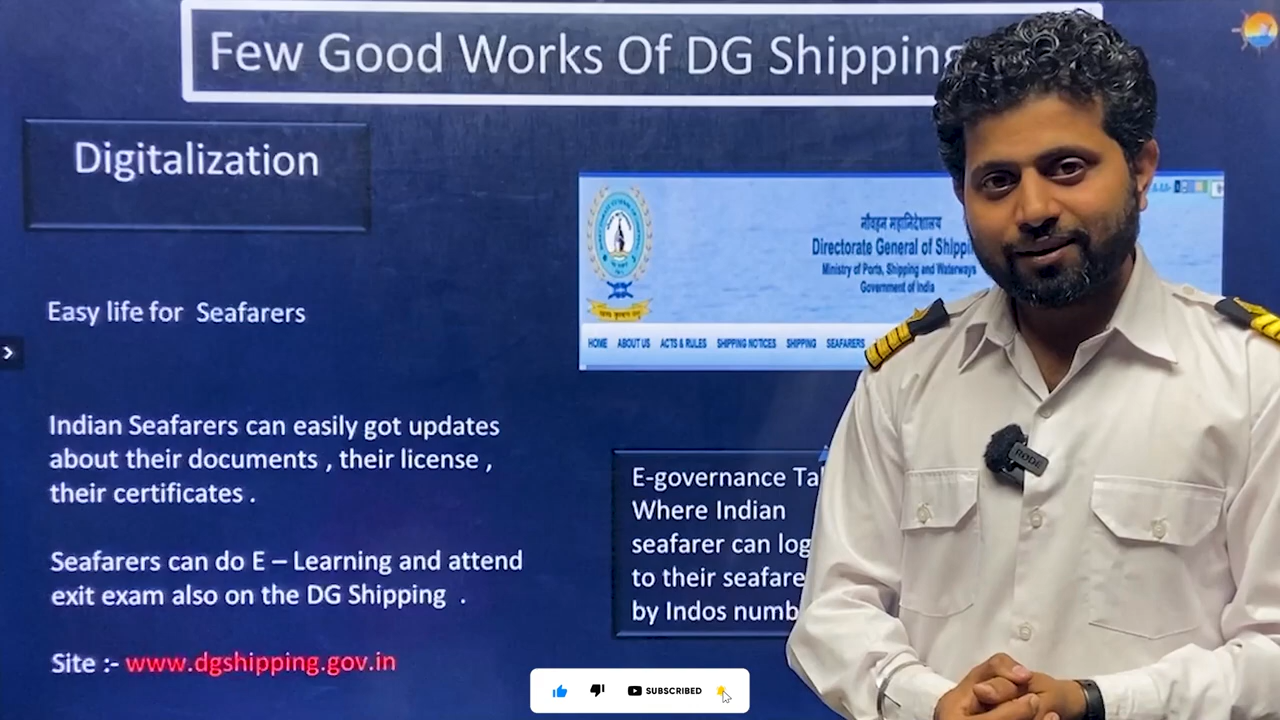 Few Good Works Of DG Shipping
Digitalization
नौवहन महानिदेशालय
Directorate General of Shippi
Ministry of Ports, Shipping and Waterways
Government of India
HOME ABOUT US ACTS & RULES SHIPPING NOTICES SHIPPING SEAFARERS
Easy life for Seafarers
Indian Seafarers can easily got updates
about their documents , their license ,
their certificates .
Seafarers can do E – Learning and attend
exit exam also on the DG Shipping .
Site :- www.dgshipping.gov.in
E-governance Ta
Where Indian
seafarer can log
to their seafare
by Indos numb
RØDE
SUBSCRIBED